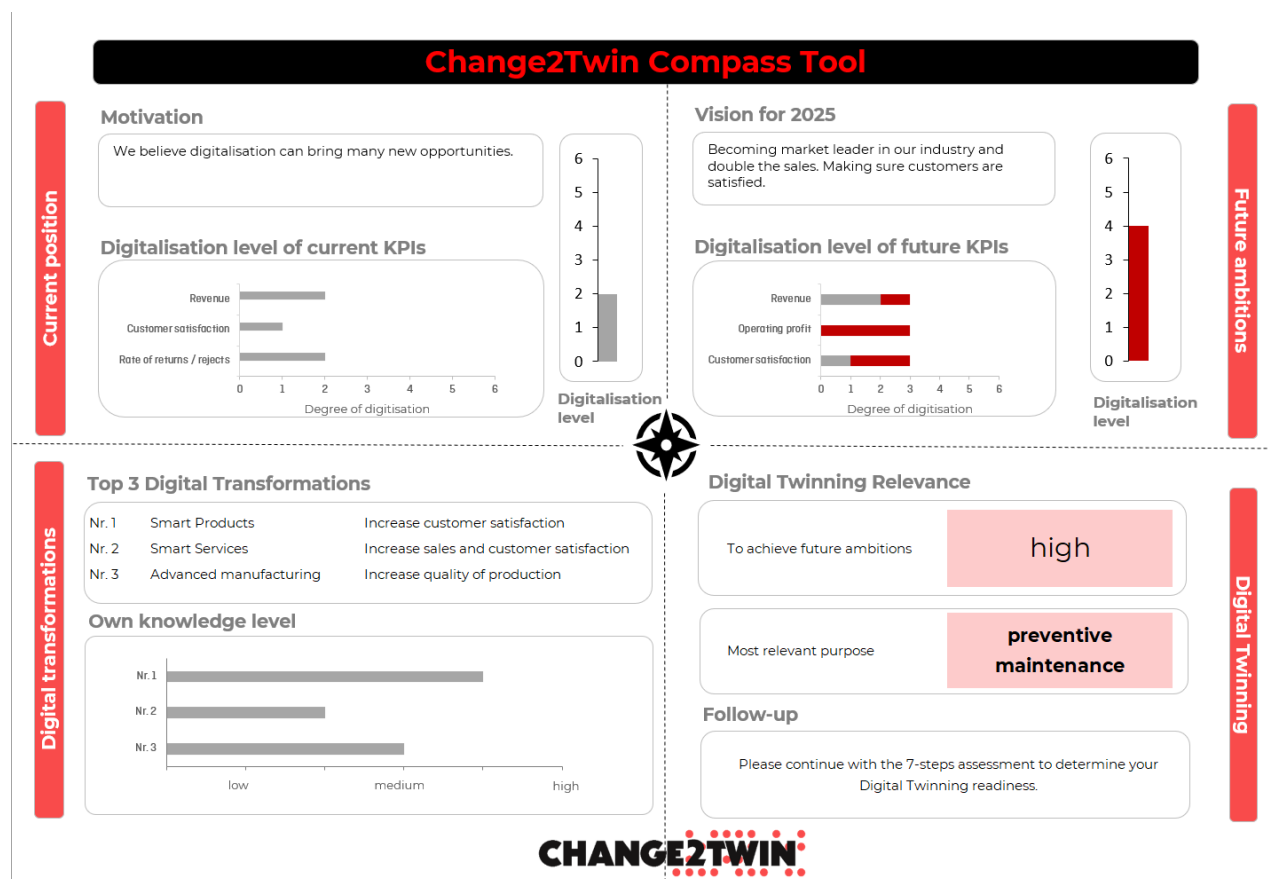 Change2Twin Compass Tool
Current position
Motivation
We believe digitalisation can bring many new opportunities.
6
5
4
3
2
1
0
Digitalisation
level
Digitalisation level of current KPIs
Revenue
Customer satisfaction
Rate of returns / rejects
0 1 2 3 4 5 6
Degree of digitisation
Vision for 2025
Becoming market leader in our industry and
double the sales. Making sure customers are
satisfied.
6
5
4
3
2
1
0
Digitalisation
level
Digitalisation level of future KPIs
Revenue
Operating profit
Customer satisfaction
0 1 2 3 4 5 6
Degree of digitisation
Future ambitions
Digital transformations
Top 3 Digital Transformations
Nr. 1 Smart Products Increase customer satisfaction
Nr. 2 Smart Services Increase sales and customer satisfaction
Nr. 3 Advanced manufacturing Increase quality of production
Own knowledge level
Nr. 1
Nr. 2
Nr. 3
low medium high
Digital Twinning Relevance
To achieve future ambitions high
Most relevant purpose preventive
maintenance
Follow-up
Please continue with the 7-steps assessment to determine your
Digital Twinning readiness.
Digital Twinning
CHANGE2TWIN